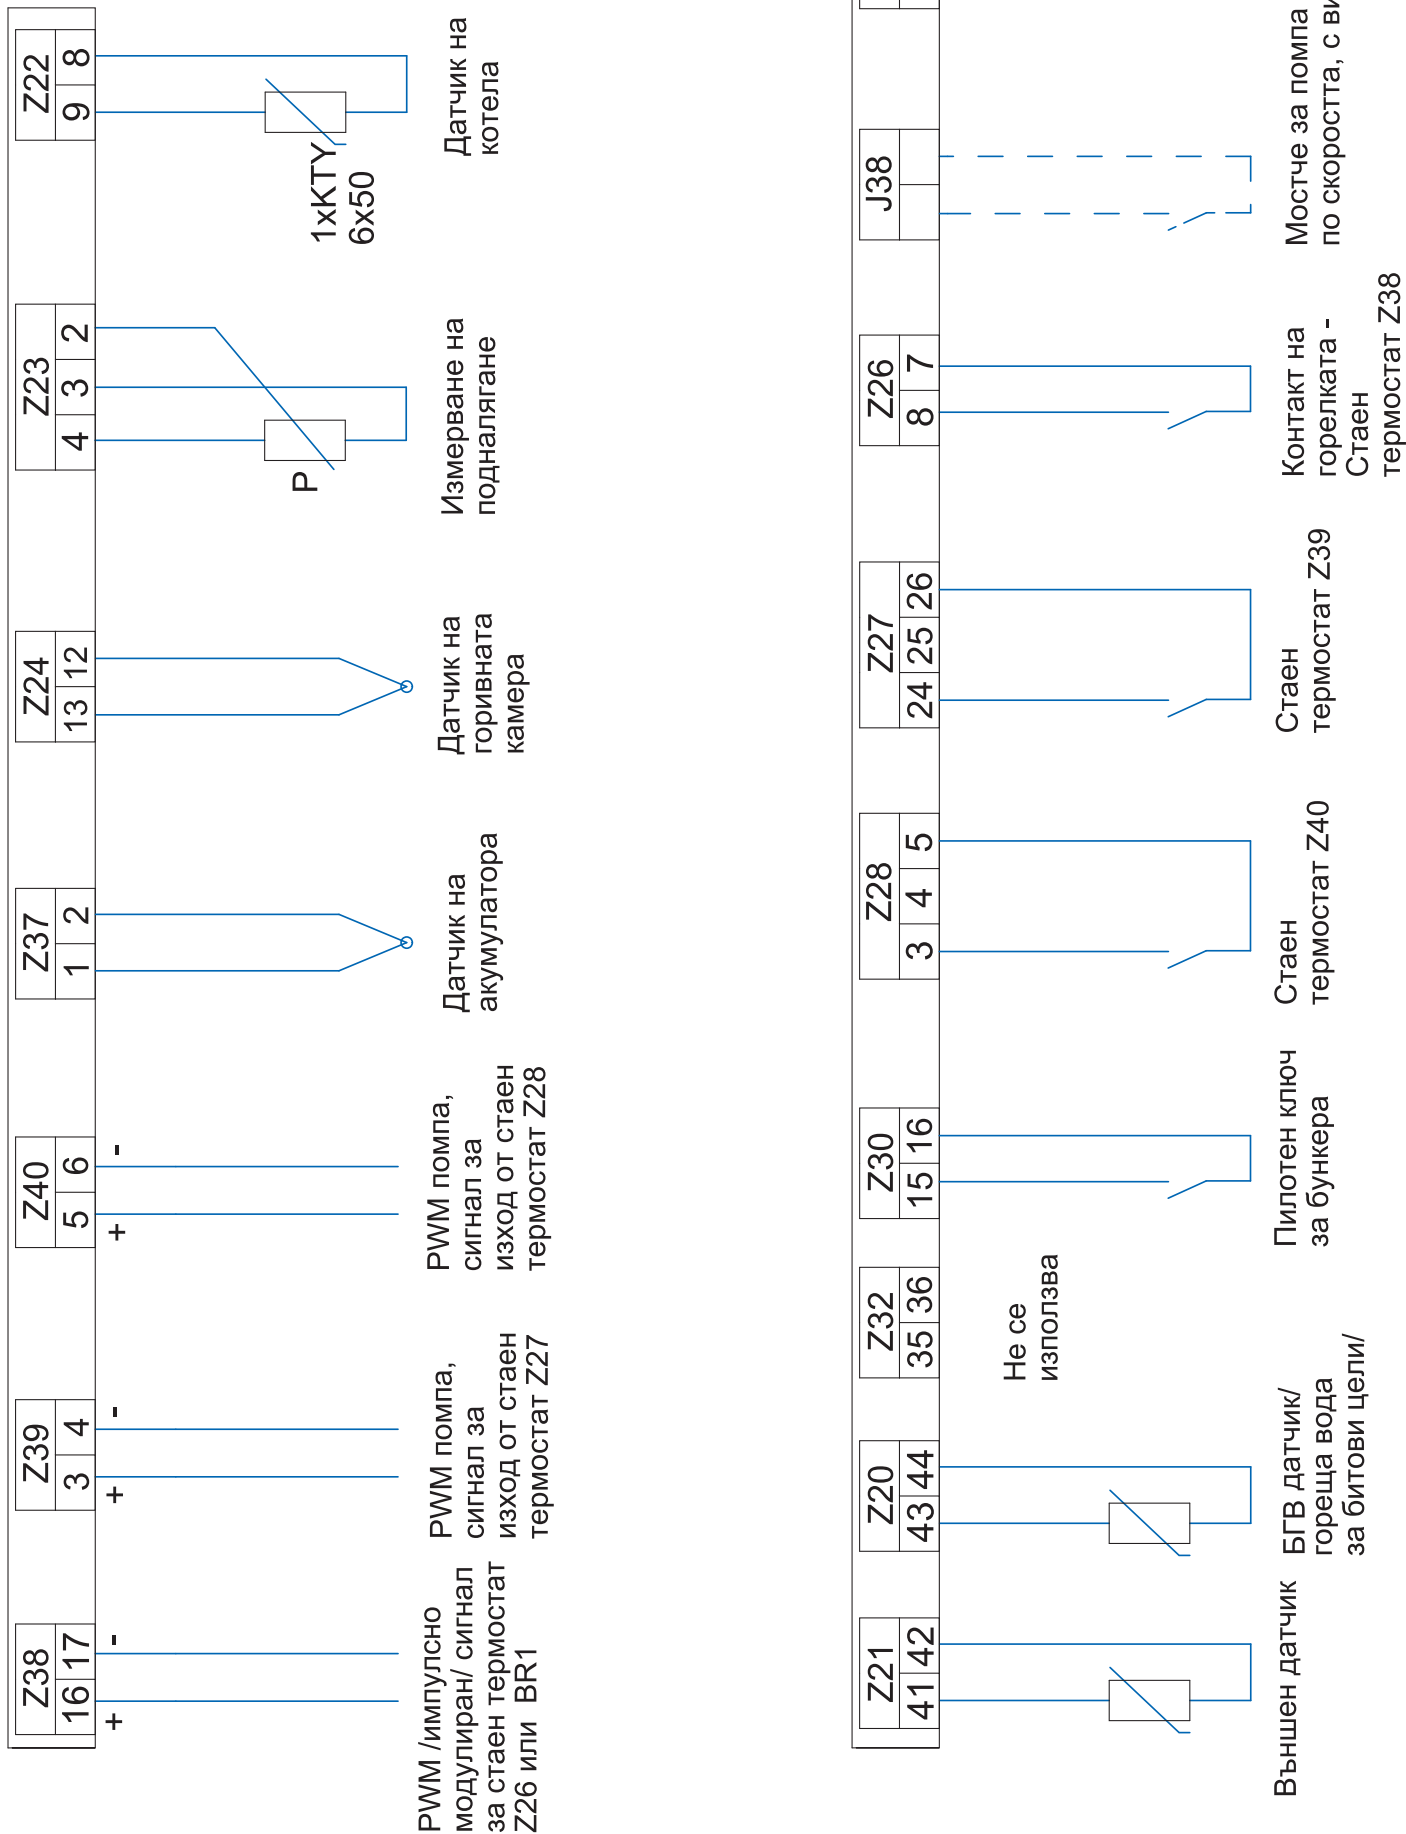 Z38
16 17
+ -
PWM /импулсно
модулиран/ сигнал
за стаен термостат
Z26 или BR1
Z39
3 4
+ -
PWM помпа,
сигнал за
изход от стаен
термостат Z27
Z40
5 6
+ -
PWM помпа,
сигнал за
изход от стаен
термостат Z28
Z37
1 2
Датчик на
акумулатора
Z24
13 12
Датчик на
горивната
камера
Z23
4 3 2
P
Измерване на
подналягане
Z22
9 8
1xKTY
6x50
Датчик на
котела
Z21
41 42
Външен датчик
Z20
43 44
БГВ датчик/
гореща вода
за битови цели/
Z32
35 36
Не се
използва
Z30
15 16
Пилотен ключ
за бункера
Z28
3 4 5
Стаен
термостат Z40
Z27
24 25 26
Стаен
термостат Z39
Z26
8 7
Контакт на
горелката -
Стаен
термостат Z38
J38
Мостче за помпа
по скоростта, с ви